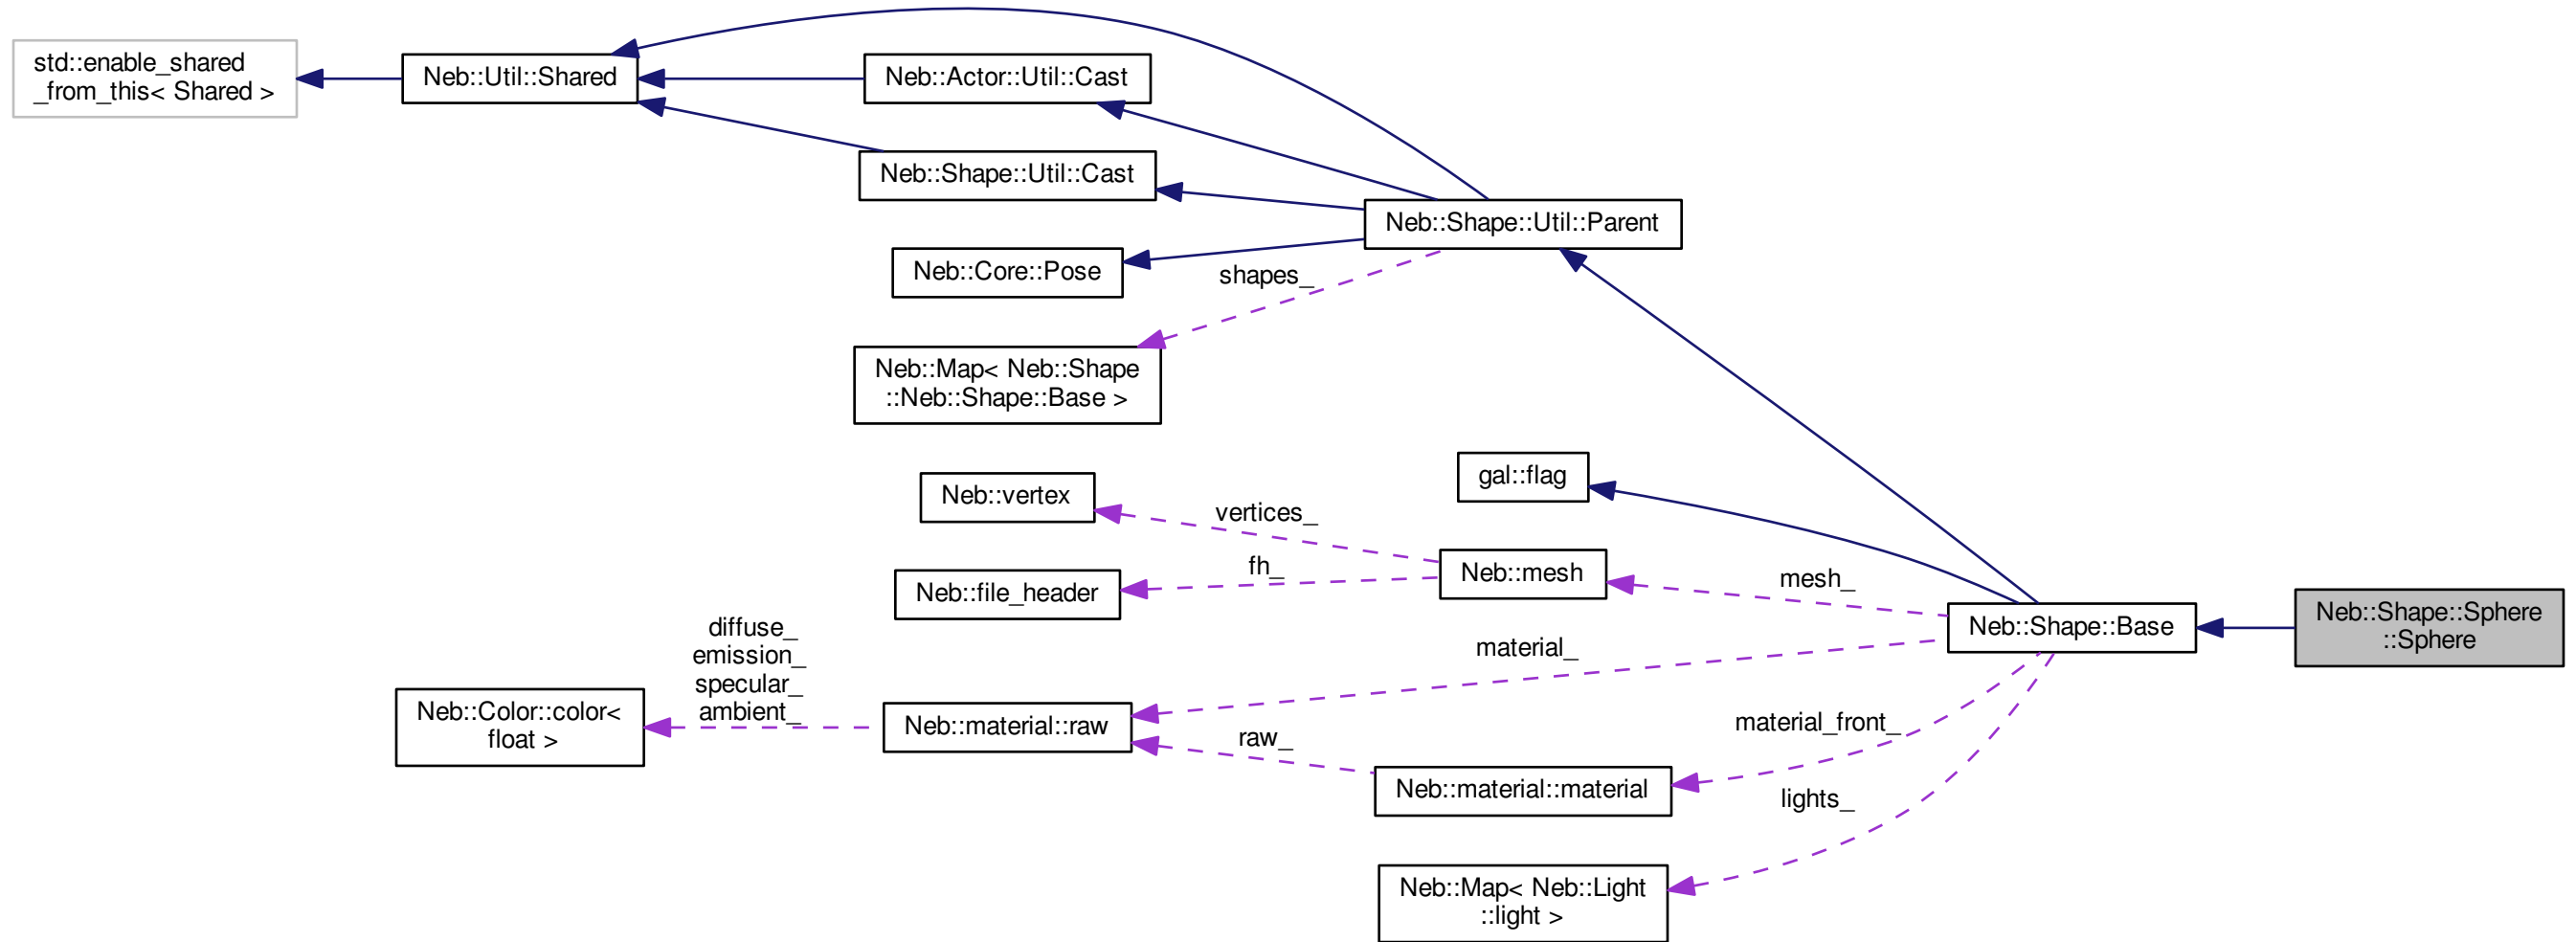 std::enable_shared
_from_this< Shared >
Neb::Util::Shared
Neb::Actor::Util::Cast
Neb::Shape::Util::Cast
Neb::Shape::Util::Parent
Neb::Core::Pose
shapes_
Neb::Map< Neb::Shape
::Neb::Shape::Base >
gal::flag
Neb::vertex
vertices_
fh_
Neb::mesh
Neb::file_header
mesh_
Neb::Shape::Base
Neb::Shape::Sphere
::Sphere
diffuse_
emission_
specular_
ambient_
material_
Neb::Color::color<
float >
Neb::material::raw
raw_
material_front_
Neb::material::material
lights_
Neb::Map< Neb::Light
::light >